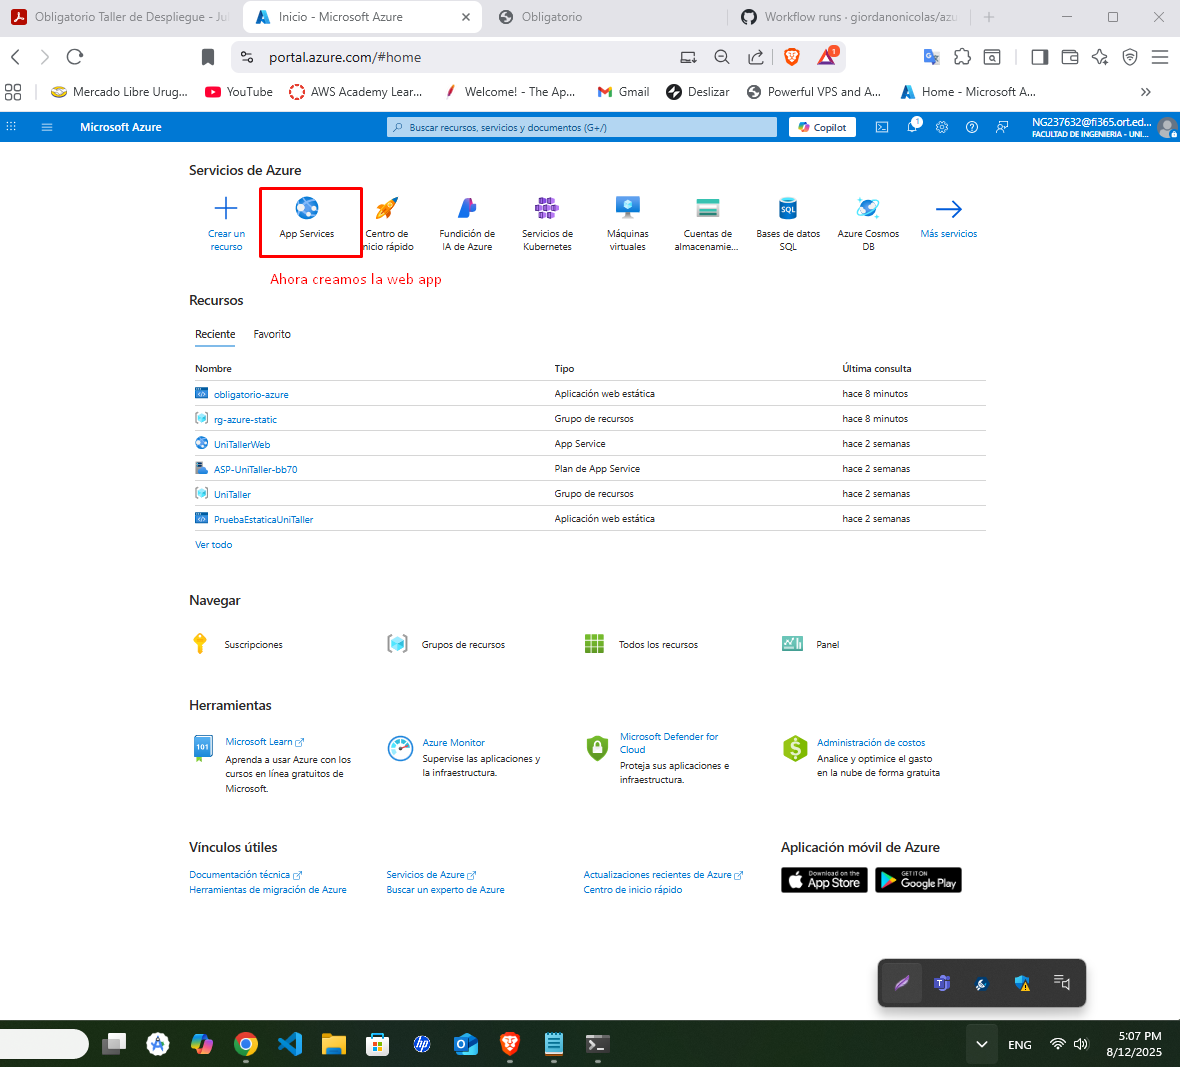 Obligatorio Taller de Despliegue - Ju
Inicio - Microsoft Azure
Obligatorio
Workflow runs · giordanonicolas/azu
portal.azure.com/#home
1
Mercado Libre Urug...
YouTube
AWS Academy Lear...
Welcome! - The Ap...
Gmail
Deslizar
Powerful VPS and A...
Home - Microsoft A...
Microsoft Azure
Buscar recursos, servicios y documentos (G+/)
Copilot
1
NG237632@fi365.ort.ed...
FACULTAD DE INGENIERIA - UNI...
Servicios de Azure
Crear un recurso
App Services
Centro de inicio rápido
Fundición de IA de Azure
Servicios de Kubernetes
Máquinas virtuales
Cuentas de almacenamie...
SQL
Bases de datos SQL
Azure Cosmos DB
Más servicios
Ahora creamos la web app
Recursos
Reciente
Favorito
Nombre Tipo Última consulta
obligatorio-azure Aplicación web estática hace 8 minutos
rg-azure-static Grupo de recursos hace 8 minutos
UniTallerWeb App Service hace 2 semanas
ASP-UniTaller-bb70 Plan de App Service hace 2 semanas
UniTaller Grupo de recursos hace 2 semanas
PruebaEstaticaUniTaller Aplicación web estática hace 2 semanas
Ver todo
Navegar
Suscripciones
Grupos de recursos
Todos los recursos
Panel
Herramientas
101
Microsoft Learn
Aprenda a usar Azure con los
cursos en línea gratuitos de
Microsoft.
Azure Monitor
Supervise las aplicaciones y
la infraestructura.
Microsoft Defender for
Cloud
Proteja sus aplicaciones e
infraestructura.
Administración de costos
Analice y optimice el gasto
en la nube de forma gratuita
Vínculos útiles
Documentación técnica
Herramientas de migración de Azure
Servicios de Azure
Buscar un experto de Azure
Actualizaciones recientes de Azure
Centro de inicio rápido
Aplicación móvil de Azure
Download on the
App Store
GET IT ON
Google Play
ENG
5:07 PM
8/12/2025